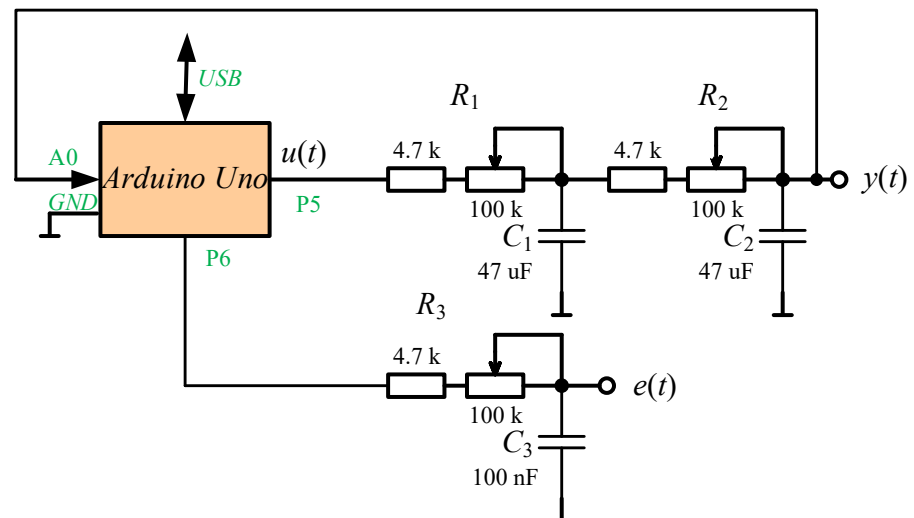 USB
R1
R2
A0
Arduino Uno
u(t)
4.7 k
4.7 k
y(t)
GND
P5
100 k
100 k
P6
C1
C2
47 uF
47 uF
R3
4.7 k
e(t)
100 k
C3
100 nF